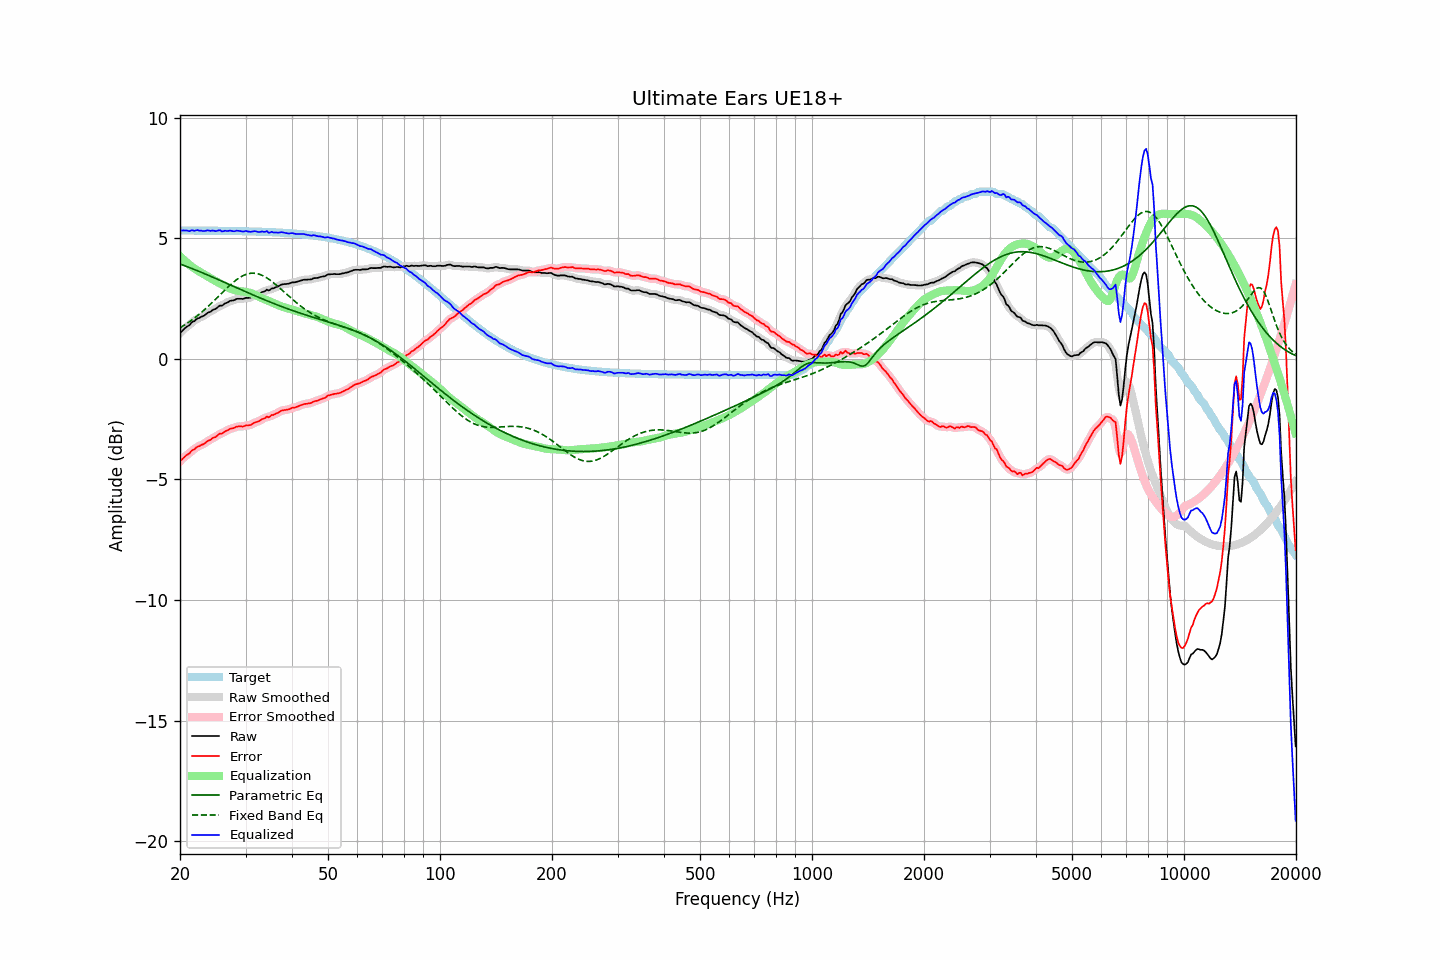 Ultimate Ears UE18+
10
5
0
−5
−10
−15
−20
Amplitude (dBr)
Target
Raw Smoothed
Error Smoothed
Raw
Error
Equalization
Parametric Eq
Fixed Band Eq
Equalized
20 50 100 200 500 1000 2000 5000 10000 20000
Frequency (Hz)